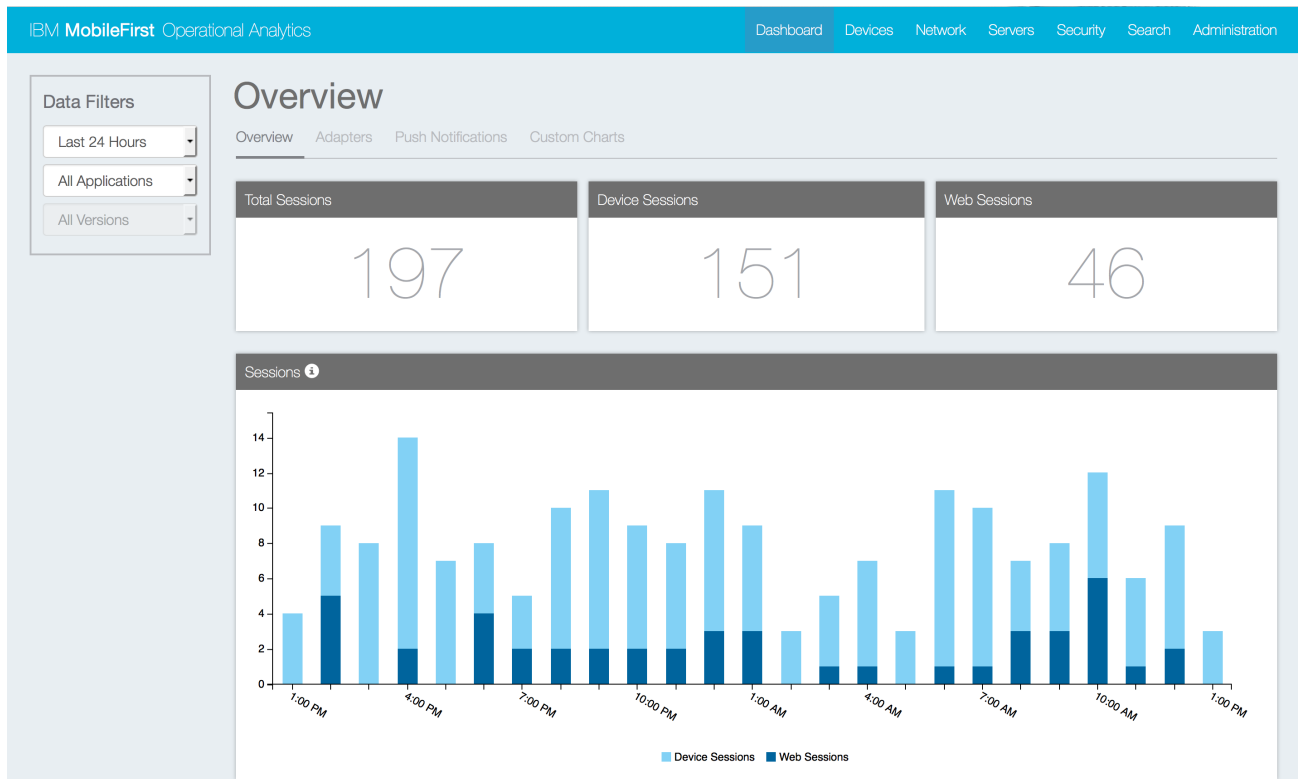 IBM MobileFirst Operational Analytics
Dashboard Devices Network Servers Security Search Administration
Data Filters
Last 24 Hours
All Applications
All Versions
Overview
Overview Adapters Push Notifications Custom Charts
Total Sessions
197
Device Sessions
151
Web Sessions
46
Sessions
14
12
10
8
6
4
2
0
1:00 PM
4:00 PM
7:00 PM
10:00 PM
1:00 AM
4:00 AM
7:00 AM
10:00 AM
1:00 PM
Device Sessions Web Sessions